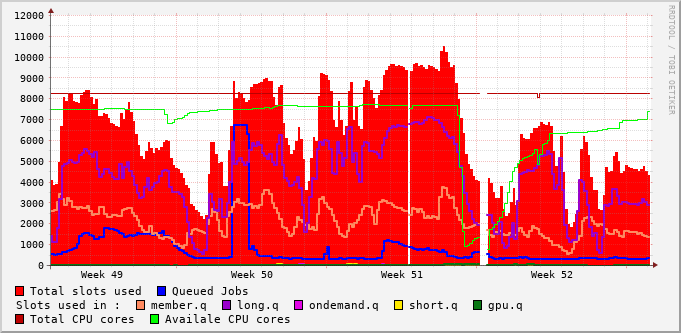 12000
11000
10000
9000
8000
7000
6000
5000
4000
3000
2000
1000
0
Week 49 Week 50 Week 51 Week 52
RRDTOOL / TOBI OETIKER
Total slots used Queued Jobs
Slots used in : member.q long.q ondemand.q short.q gpu.q
Total CPU cores Availale CPU cores